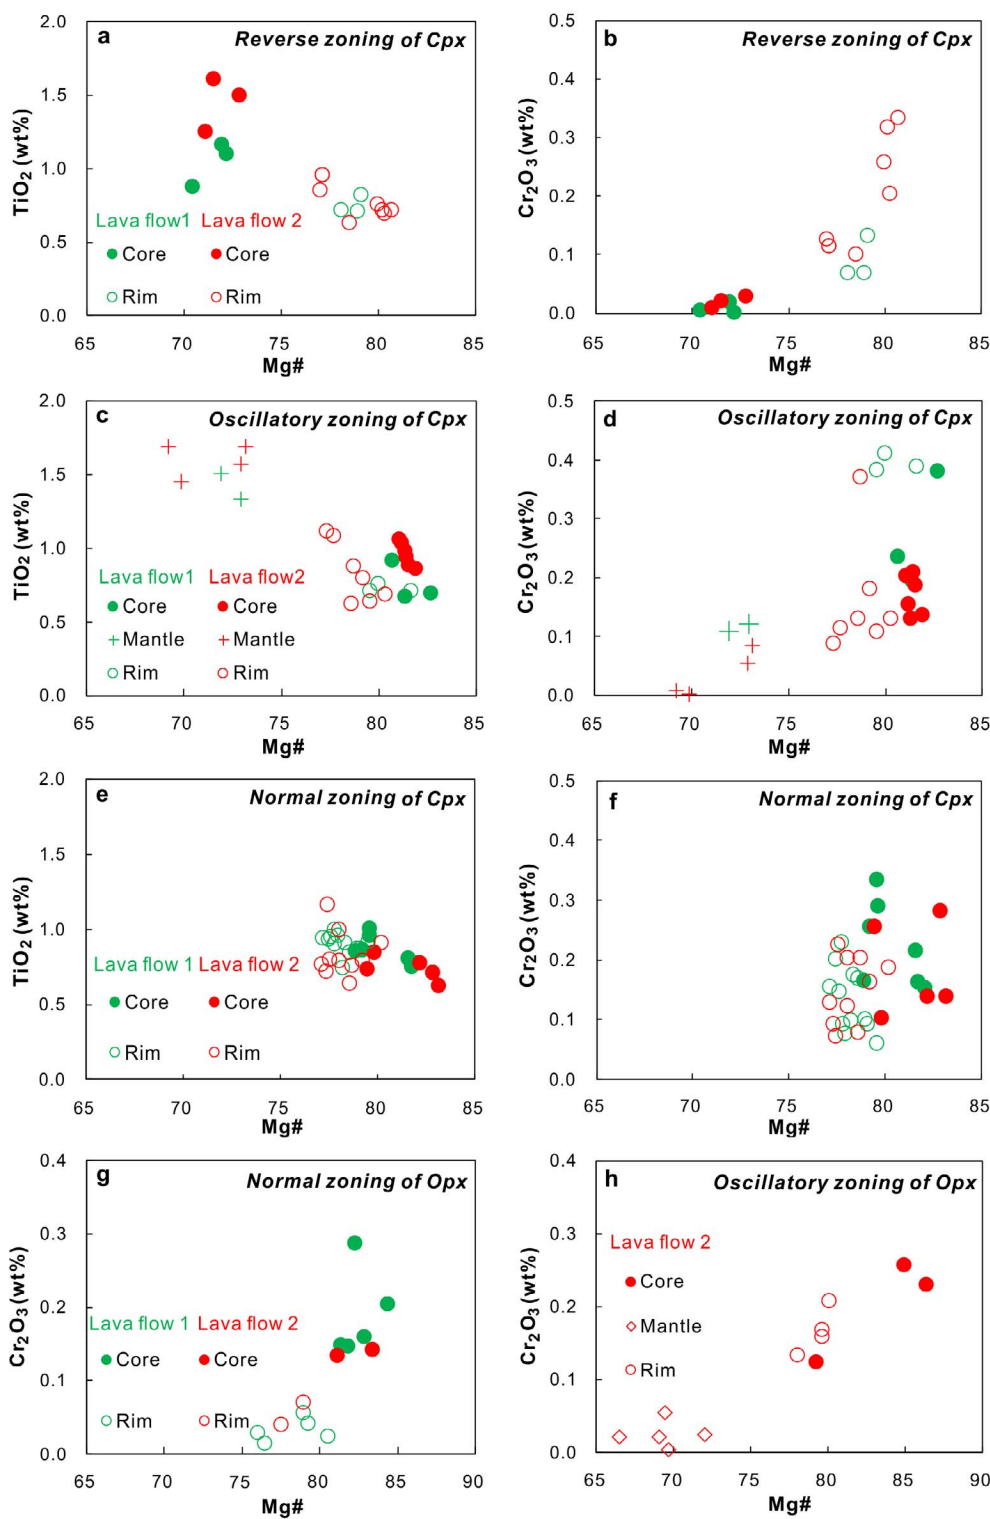 a
Reverse zoning of Cpx
TiO2 (wt%)
2.0
1.5
1.0
0.5
0.0
Lava flow1 Lava flow 2
Core Core
Rim Rim
65 70 75 80 85
Mg#
b
Reverse zoning of Cpx
Cr2O3 (wt%)
0.5
0.4
0.3
0.2
0.1
0.0
65 70 75 80 85
Mg#
c
Oscillatory zoning of Cpx
TiO2 (wt%)
2.0
1.5
1.0
0.5
0.0
Lava flow1 Lava flow2
Core Core
Mantle Mantle
Rim Rim
65 70 75 80 85
Mg#
d
Oscillatory zoning of Cpx
Cr2O3 (wt%)
0.5
0.4
0.3
0.2
0.1
0.0
65 70 75 80 85
Mg#
e
Normal zoning of Cpx
TiO2 (wt%)
2.0
1.5
1.0
0.5
0.0
Lava flow 1 Lava flow 2
Core Core
Rim Rim
65 70 75 80 85
Mg#
f
Normal zoning of Cpx
Cr2O3 (wt%)
0.5
0.4
0.3
0.2
0.1
0.0
65 70 75 80 85
Mg#
g
Normal zoning of Opx
Cr2O3 (wt%)
0.4
0.3
0.2
0.1
0.0
Lava flow 1 Lava flow 2
Core Core
Rim Rim
65 70 75 80 85 90
Mg#
h
Oscillatory zoning of Opx
Cr2O3 (wt%)
0.4
0.3
0.2
0.1
0.0
Lava flow 2
Core
Mantle
Rim
65 70 75 80 85 90
Mg#